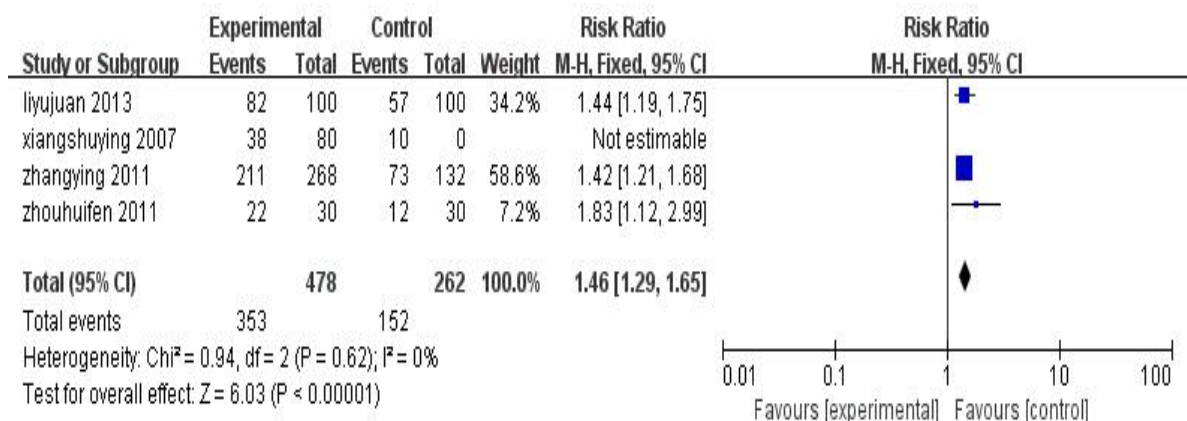 Experimental Control Risk Ratio Risk Ratio
Study or Subgroup Events Total Events Total Weight M-H, Fixed, 95% CI M-H, Fixed, 95% CI
liyujuan 2013 82 100 57 100 34.2% 1.44 [1.19, 1.75]
xiangshuying 2007 38 80 10 0 Not estimable
zhangying 2011 211 268 73 132 58.6% 1.42 [1.21, 1.68]
zhouhuifen 2011 22 30 12 30 7.2% 1.83 [1.12, 2.99]
Total (95% CI) 478 262 100.0% 1.46 [1.29, 1.65]
Total events 353 152
Heterogeneity: Chi² = 0.94, df = 2 (P = 0.62); I² = 0%
Test for overall effect: Z = 6.03 (P < 0.00001)
0.01 0.1 1 10 100
Favours [experimental] Favours [control]